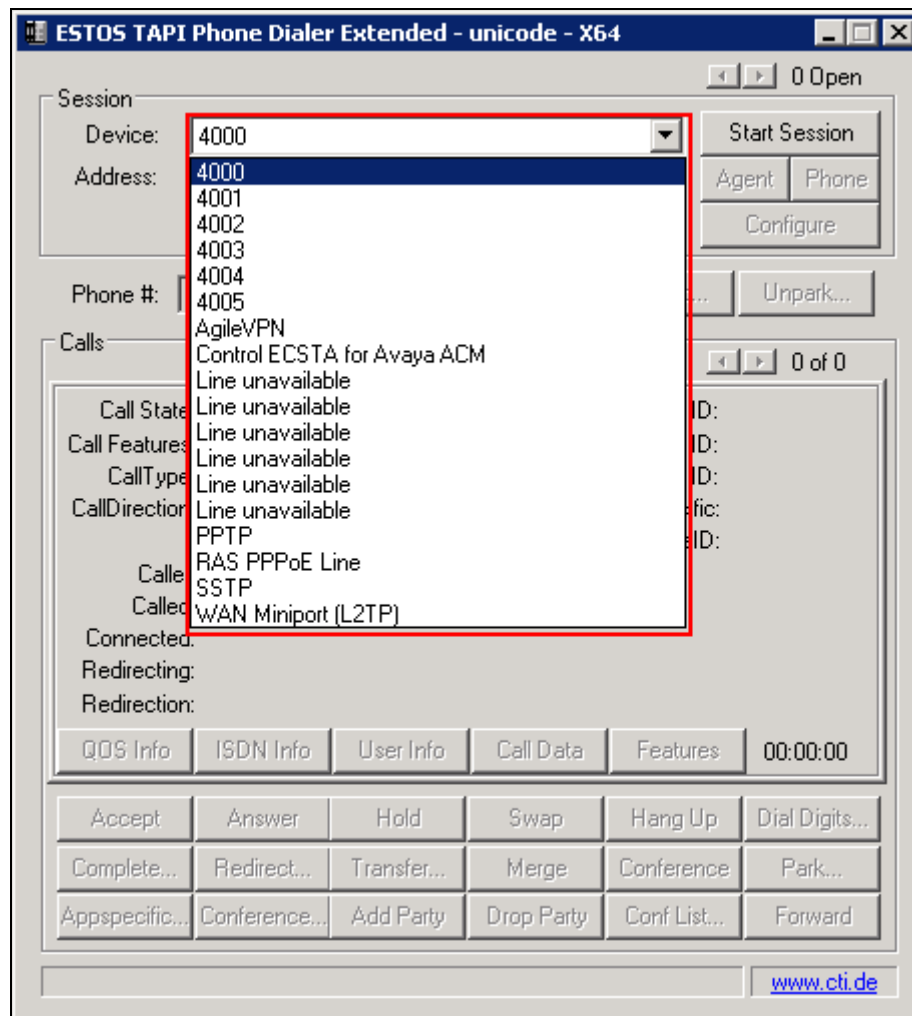 ESTOS TAPI Phone Dialer Extended - unicode - X64
0 Open
Session
Device: 4000 Start Session
Address: 4000 Agent Phone
4001
4002 Configure
4003
4004
Phone #: 4005 ... Unpark...
AgileVPN
Calls Control ECSTA for Avaya ACM 0 of 0
Line unavailable
Call State Line unavailable ID:
Call Features Line unavailable ID:
CallType Line unavailable ID:
Line unavailable
CallDirection Line unavailable fic:
PPTP ID:
RAS PPPoE Line
Calle SSTP
Called WAN Miniport (L2TP)
Connected:
Redirecting:
Redirection:
QOS Info ISDN Info User Info Call Data Features 00:00:00
Accept Answer Hold Swap Hang Up Dial Digits...
Complete... Redirect... Transfer... Merge Conference Park...
Appspecific... Conference... Add Party Drop Party Conf List... Forward
www.cti.de